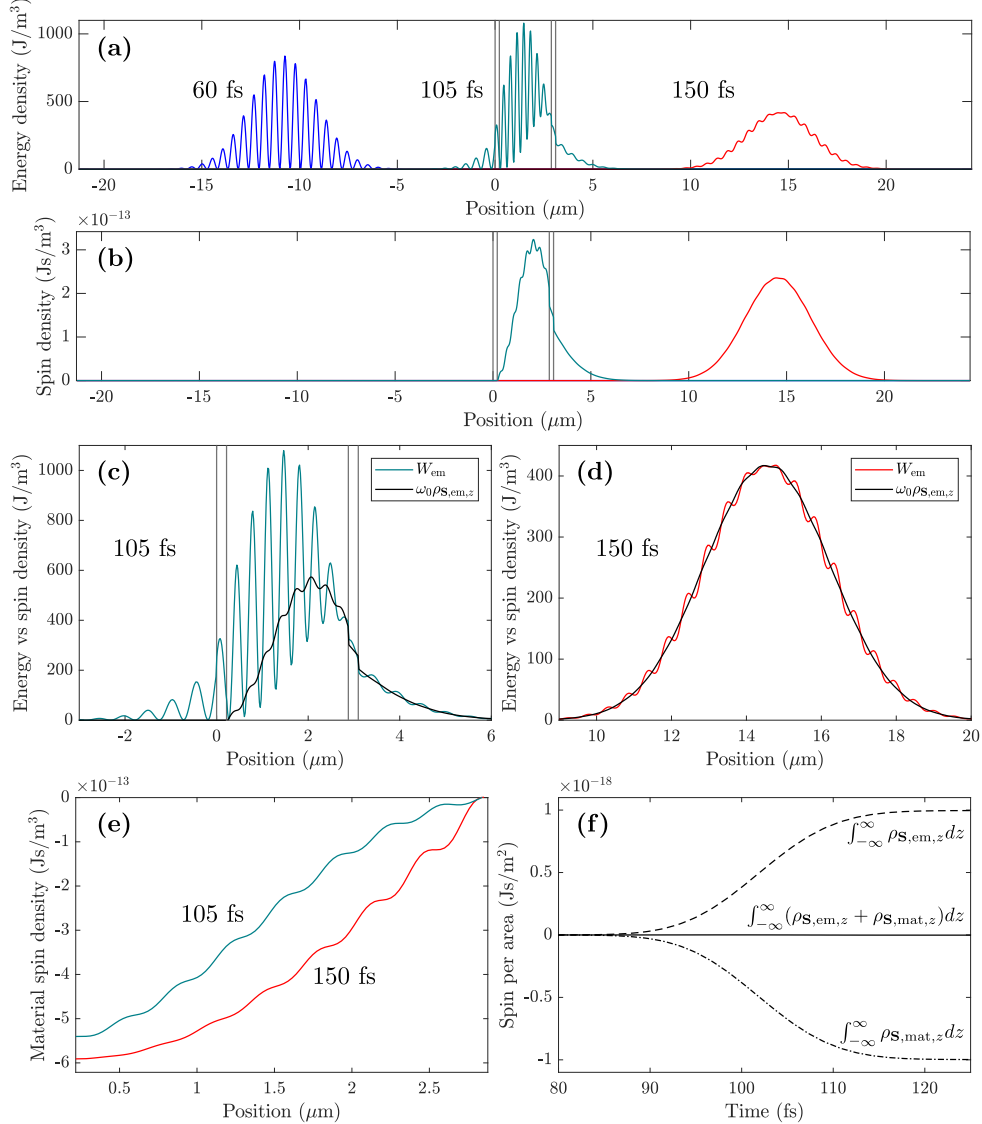 Energy density (J/m³)
1000
500
0
(a)
60 fs
105 fs
150 fs
-20 -15 -10 -5 0 5 10 15 20
Position (μm)
×10⁻¹³
Spin density (Js/m³)
3
2
1
0
(b)
-20 -15 -10 -5 0 5 10 15 20
Position (μm)
Energy vs spin density (J/m³)
1000
800
600
400
200
0
(c)
W_em
ω₀ρ_S,em,z
105 fs
-2 0 2 4 6
Position (μm)
Energy vs spin density (J/m³)
400
300
200
100
0
(d)
W_em
ω₀ρ_S,em,z
150 fs
10 12 14 16 18 20
Position (μm)
×10⁻¹³
Material spin density (Js/m³)
0
-1
-2
-3
-4
-5
-6
(e)
105 fs
150 fs
0.5 1 1.5 2 2.5
Position (μm)
×10⁻¹⁸
Spin per area (Js/m²)
1
0.5
0
-0.5
-1
(f)
∫_{-∞}^{∞} ρ_S,em,z dz
∫_{-∞}^{∞} (ρ_S,em,z + ρ_S,mat,z)dz
∫_{-∞}^{∞} ρ_S,mat,z dz
80 90 100 110 120
Time (fs)